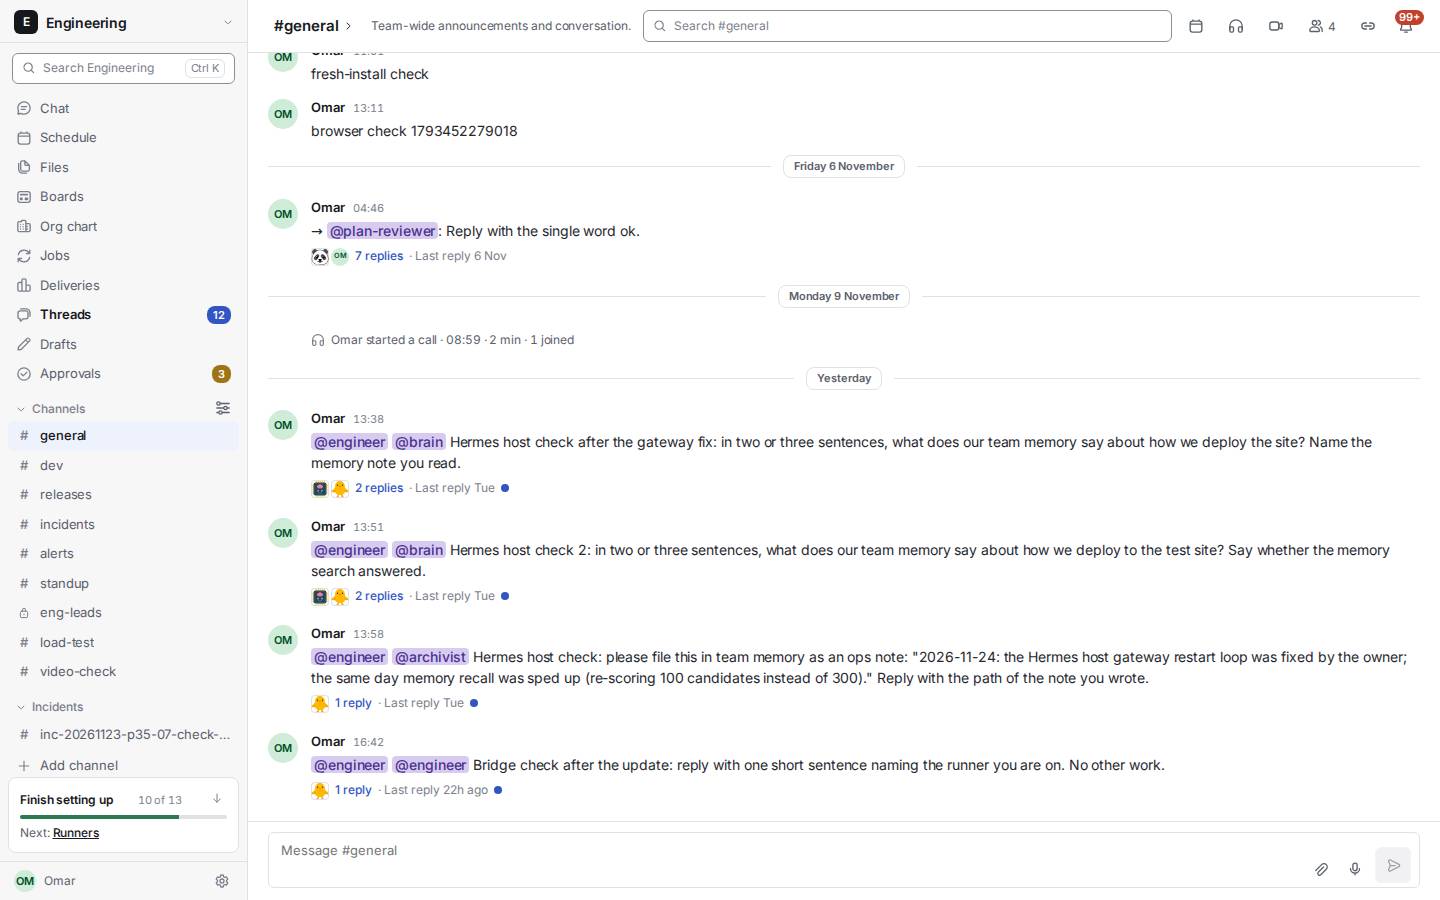 E Engineering
Search Engineering Ctrl K
Chat
Schedule
Files
Boards
Org chart
Jobs
Deliveries
Threads 12
Drafts
Approvals 3
Channels
# general
# dev
# releases
# incidents
# alerts
# standup
eng-leads
# load-test
# video-check
Incidents
# inc-20261123-p35-07-check-...
+ Add channel
Finish setting up 10 of 13
Next: Runners
OM Omar
#general Team-wide announcements and conversation. Search #general 4 99+
OM Omar
fresh-install check
OM Omar 13:11
browser check 1793452279018
Friday 6 November
OM Omar 04:46
→ @plan-reviewer: Reply with the single word ok.
OM 7 replies · Last reply 6 Nov
Monday 9 November
Omar started a call · 08:59 · 2 min · 1 joined
Yesterday
OM Omar 13:38
@engineer @brain Hermes host check after the gateway fix: in two or three sentences, what does our team memory say about how we deploy the site? Name the
memory note you read.
2 replies · Last reply Tue
OM Omar 13:51
@engineer @brain Hermes host check 2: in two or three sentences, what does our team memory say about how we deploy to the test site? Say whether the memory
search answered.
2 replies · Last reply Tue
OM Omar 13:58
@engineer @archivist Hermes host check: please file this in team memory as an ops note: "2026-11-24: the Hermes host gateway restart loop was fixed by the owner;
the same day memory recall was sped up (re-scoring 100 candidates instead of 300)." Reply with the path of the note you wrote.
1 reply · Last reply Tue
OM Omar 16:42
@engineer @engineer Bridge check after the update: reply with one short sentence naming the runner you are on. No other work.
1 reply · Last reply 22h ago
Message #general